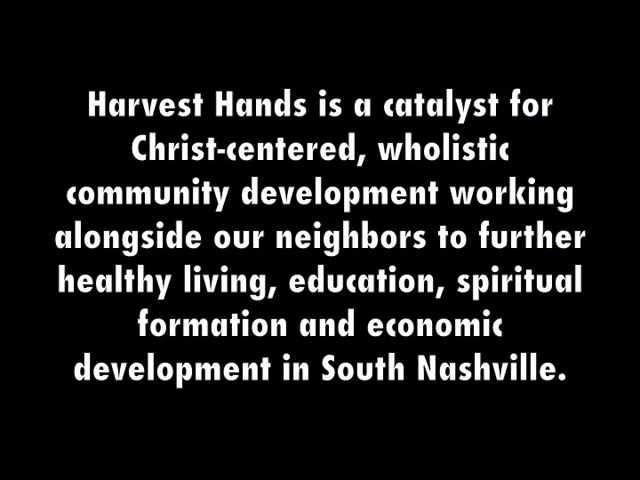 Harvest Hands is a catalyst for
Christ-centered, wholistic
community development working
alongside our neighbors to further
healthy living, education, spiritual
formation and economic
development in South Nashville.